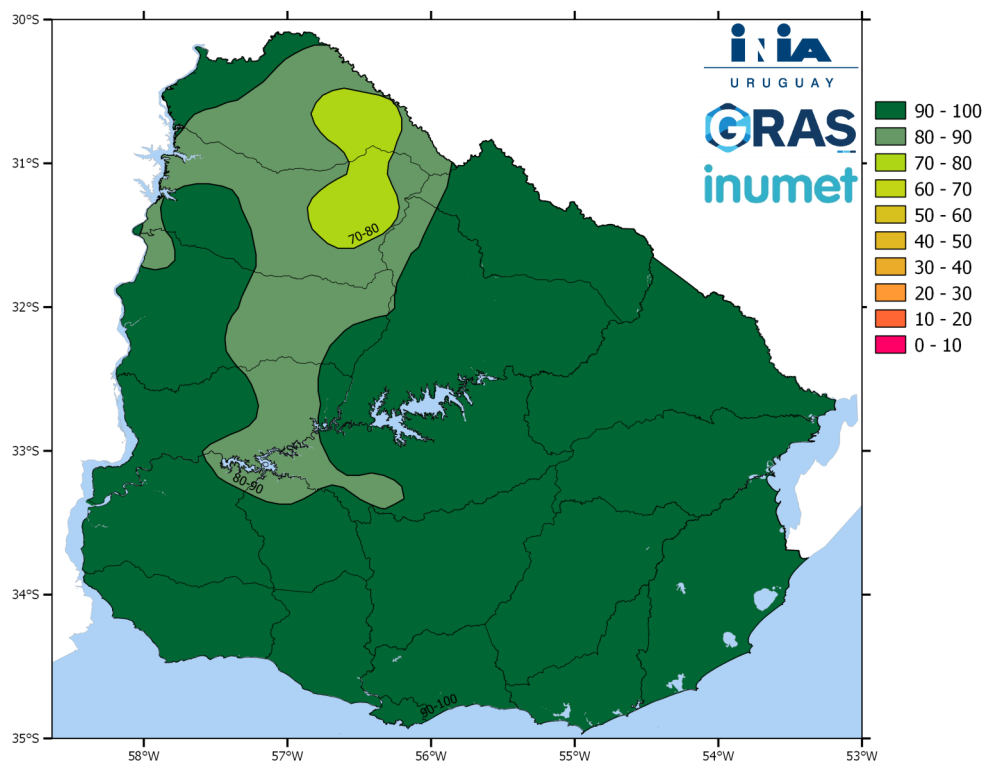 30°S
31°S
32°S
33°S
34°S
35°S
58°W
57°W
56°W
55°W
54°W
53°W
70-80
80-90
90-100
iNiA
URUGUAY
GRAS
inumet
90 - 100
80 - 90
70 - 80
60 - 70
50 - 60
40 - 50
30 - 40
20 - 30
10 - 20
0 - 10